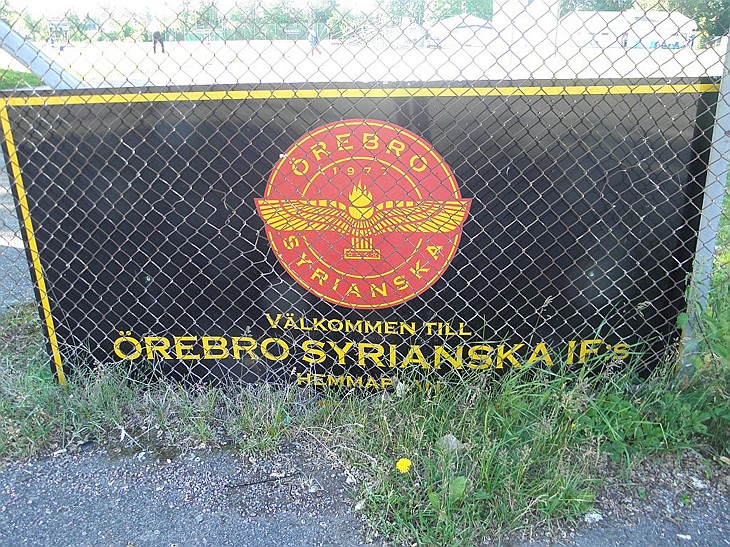 ÖREBRO
1977
SYRIANSKA
VÄLKOMMEN TILL
ÖREBRO SYRIANSKA IF:s